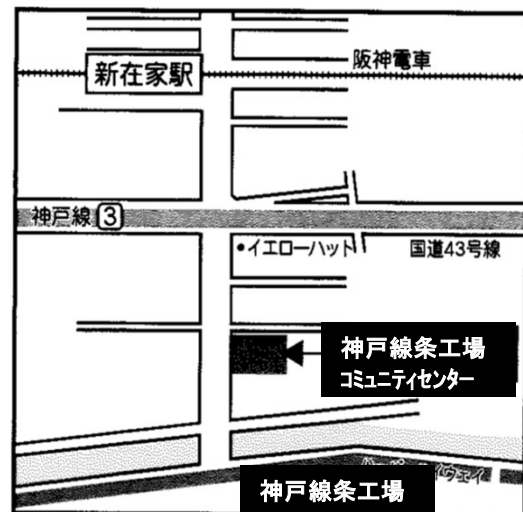 阪神電車
新在家駅
神戸線 3
•イエローハット
国道43号線
神戸線条工場
コミュニティセンター
神戸線条工場